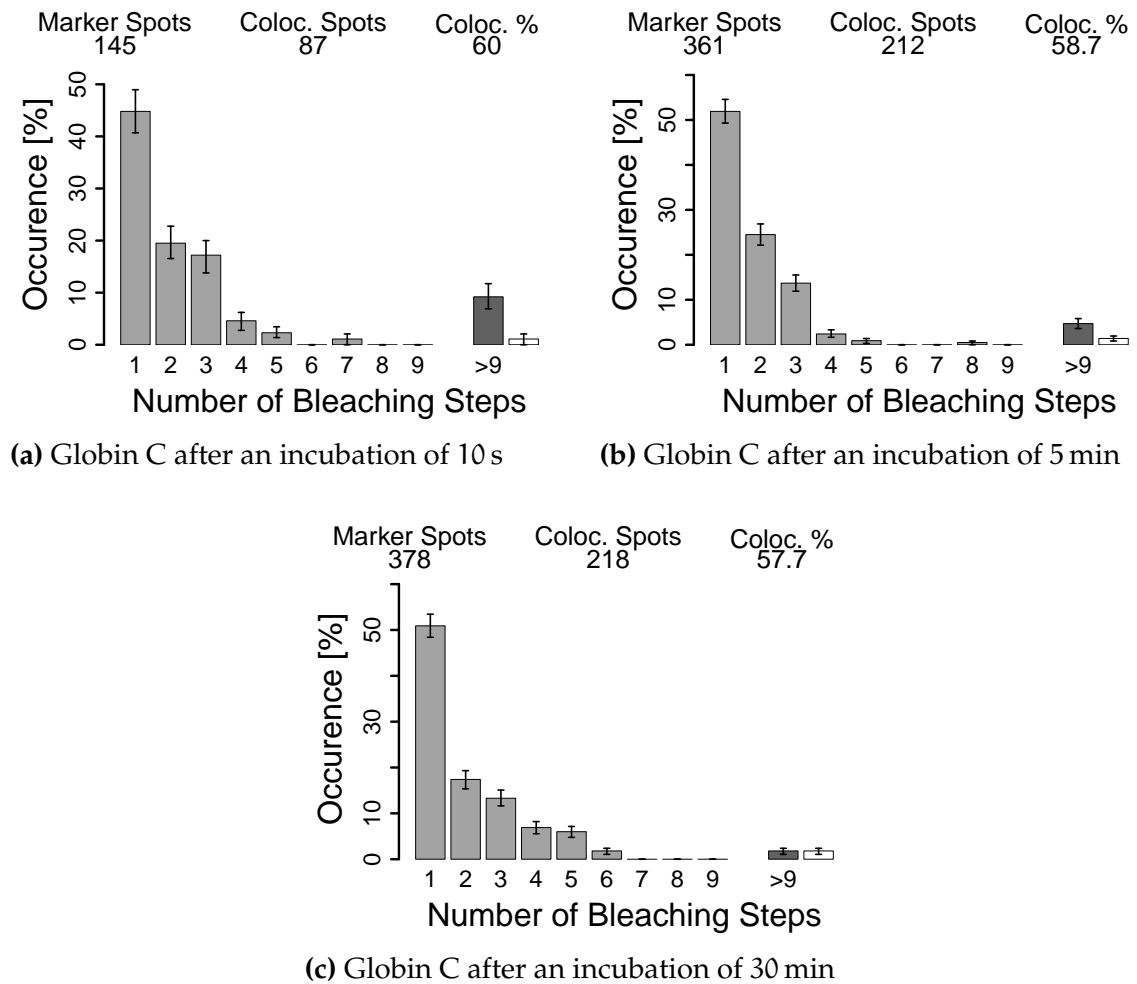 Marker Spots Coloc. Spots Coloc. %
145 87 60
Occurence [%]
50
40
30
20
10
0
1 2 3 4 5 6 7 8 9 >9
Number of Bleaching Steps
(a) Globin C after an incubation of 10 s
Marker Spots Coloc. Spots Coloc. %
361 212 58.7
Occurence [%]
50
30
10
0
1 2 3 4 5 6 7 8 9 >9
Number of Bleaching Steps
(b) Globin C after an incubation of 5 min
Marker Spots Coloc. Spots Coloc. %
378 218 57.7
Occurence [%]
50
30
10
0
1 2 3 4 5 6 7 8 9 >9
Number of Bleaching Steps
(c) Globin C after an incubation of 30 min